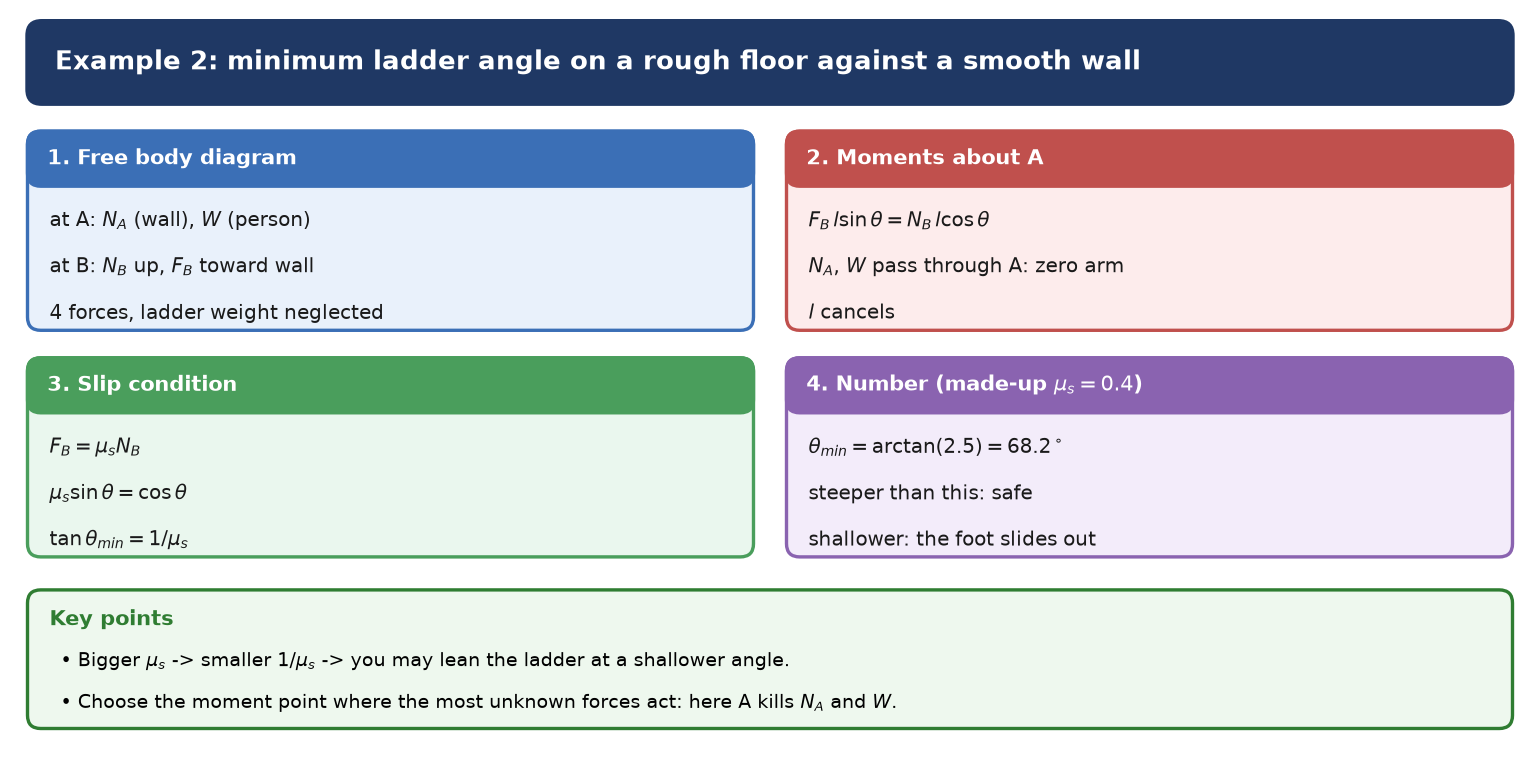 Example 2: minimum ladder angle on a rough floor against a smooth wall
1. Free body diagram
at A: N_A (wall), W (person)
at B: N_B up, F_B toward wall
4 forces, ladder weight neglected
2. Moments about A
F_B l sin θ = N_B l cos θ
N_A, W pass through A: zero arm
l cancels
3. Slip condition
F_B = μ_s N_B
μ_s sin θ = cos θ
tan θ_min = 1/μ_s
4. Number (made-up μ_s = 0.4)
θ_min = arctan(2.5) = 68.2°
steeper than this: safe
shallower: the foot slides out
Key points
• Bigger μ_s -> smaller 1/μ_s -> you may lean the ladder at a shallower angle.
• Choose the moment point where the most unknown forces act: here A kills N_A and W.